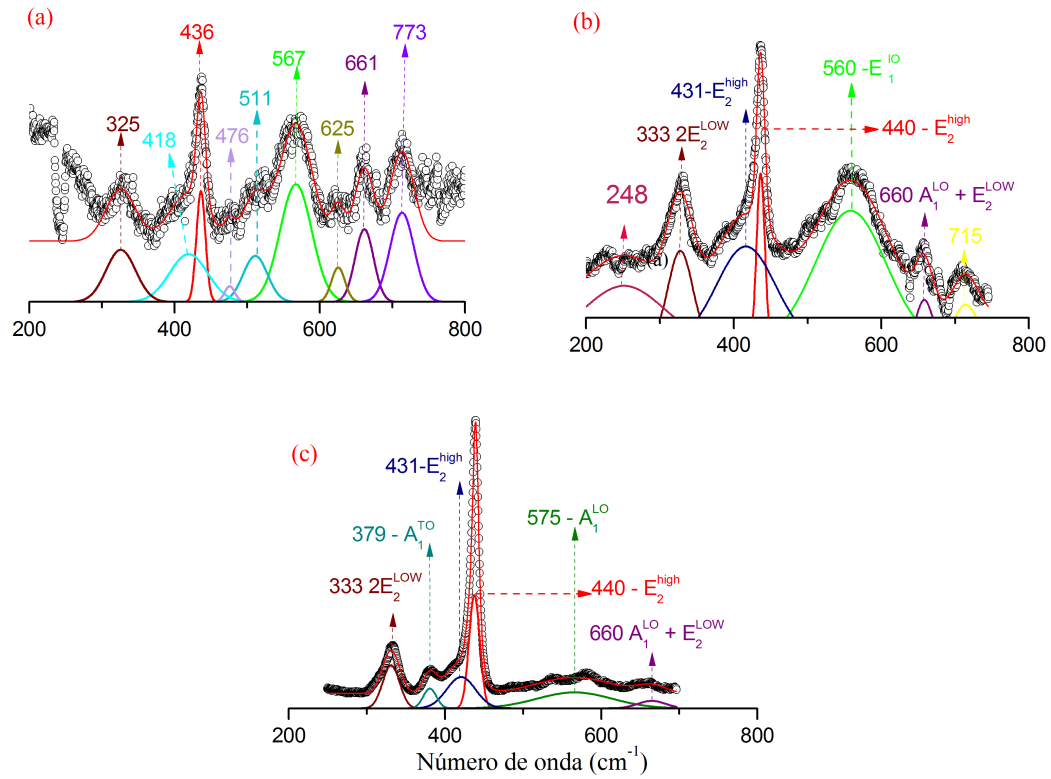 (a)
436
773
567
661
511
325
418
476
625
200 400 600 800
(b)
560 -E₁ᴵᴼ
431-E₂ʰⁱᵍʰ
333 2E₂ᴸᴼᵂ
440 - E₂ʰⁱᵍʰ
248
660 A₁ᴸᴼ + E₂ᴸᴼᵂ
715
(a)
200 400 600 800
(c)
431-E₂ʰⁱᵍʰ
575 - A₁ᴸᴼ
379 - A₁ᵀᴼ
333 2E₂ᴸᴼᵂ
440 - E₂ʰⁱᵍʰ
660 A₁ᴸᴼ + E₂ᴸᴼᵂ
200 400 600 800
Número de onda (cm⁻¹)